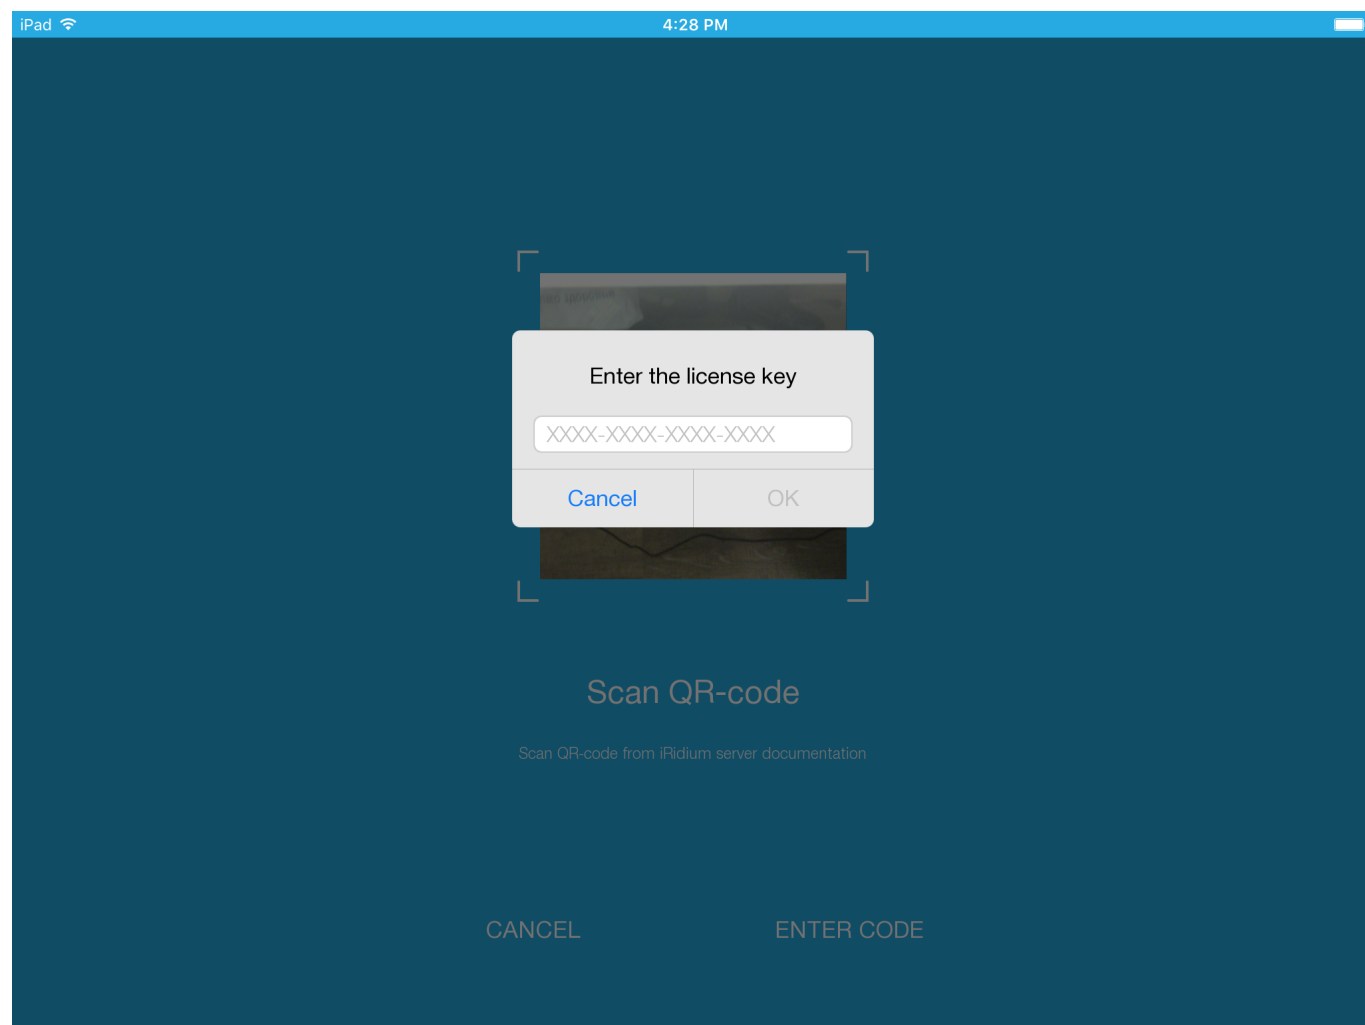 iPad 4:28 PM
Enter the license key
XXXX-XXXX-XXXX-XXXX
Cancel OK
Scan QR-code
Scan QR-code from iRidium server documentation
CANCEL ENTER CODE